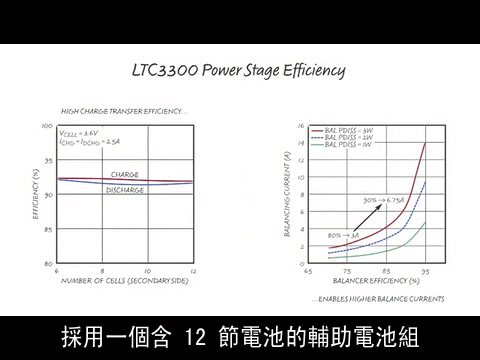 LTC3300 Power Stage Efficiency
HIGH CHARGE TRANSFER EFFICIENCY...
100
95
90
85
80
EFFICIENCY (%)
VCELL = 3.6V
ICHG = IDCHG = 2.5A
CHARGE
DISCHARGE
6
8
10
12
NUMBER OF CELLS (SECONDARY SIDE)
16
14
12
10
8
6
4
2
0
BALANCING CURRENT (A)
BAL PDISS = 3W
BAL PDISS = 2W
BAL PDISS = 1W
90% → 6.75A
80% → 3A
65
75
85
95
BALANCER EFFICIENCY (%)
...ENABLES HIGHER BALANCE CURRENTS
採用一個含 12 節電池的輔助電池組